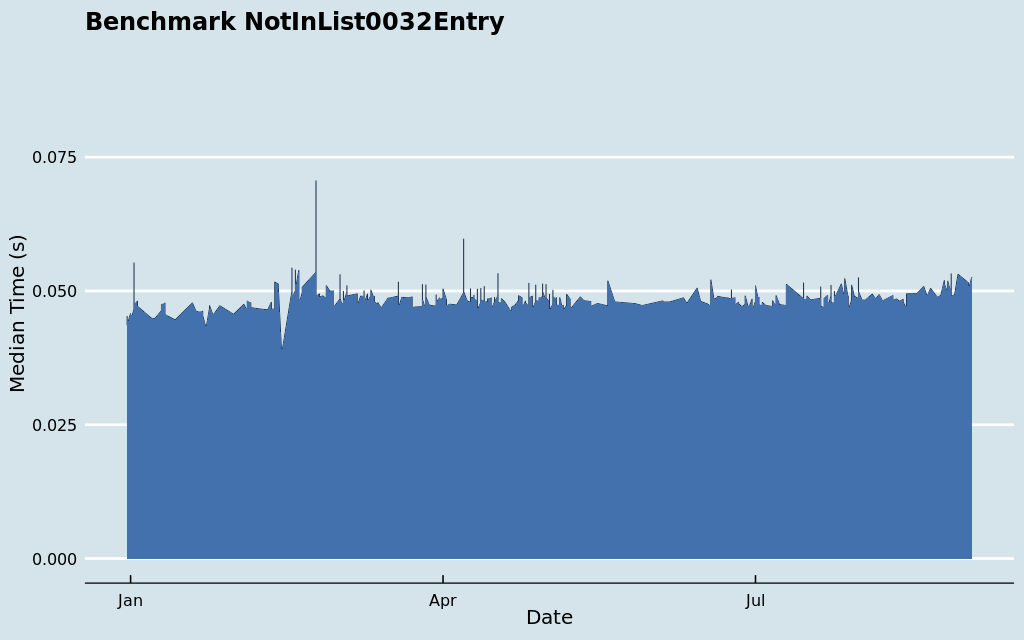 Benchmark NotInList0032Entry
Median Time (s)
0.075
0.050
0.025
0.000
Jan
Apr
Jul
Date